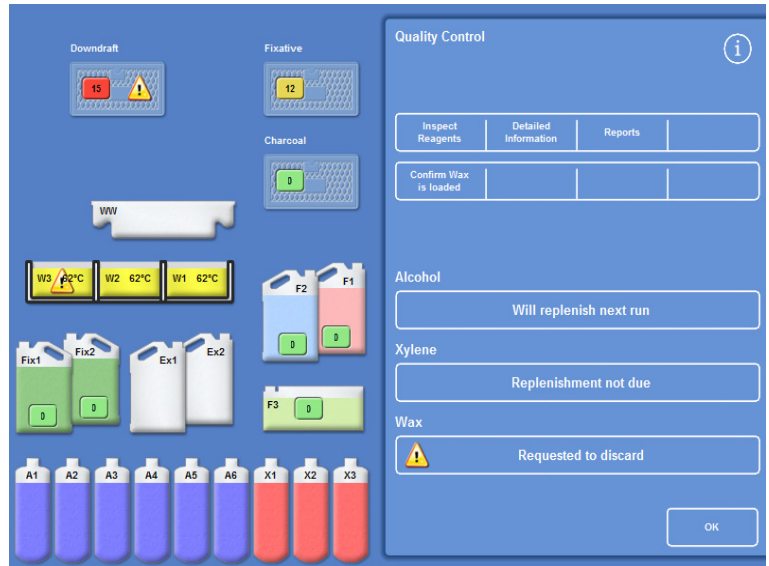 Downdraft
15
Fixative
12
Charcoal
0
WW
W3 62°C
W2 62°C
W1 62°C
F2
F1
0
0
Fix1
Fix2
0
0
Ex1
Ex2
F3
0
A1
A2
A3
A4
A5
A6
X1
X2
X3
Quality Control
i
Inspect
Reagents
Detailed
Information
Reports
Confirm Wax
is loaded
Alcohol
Will replenish next run
Xylene
Replenishment not due
Wax
Requested to discard
OK